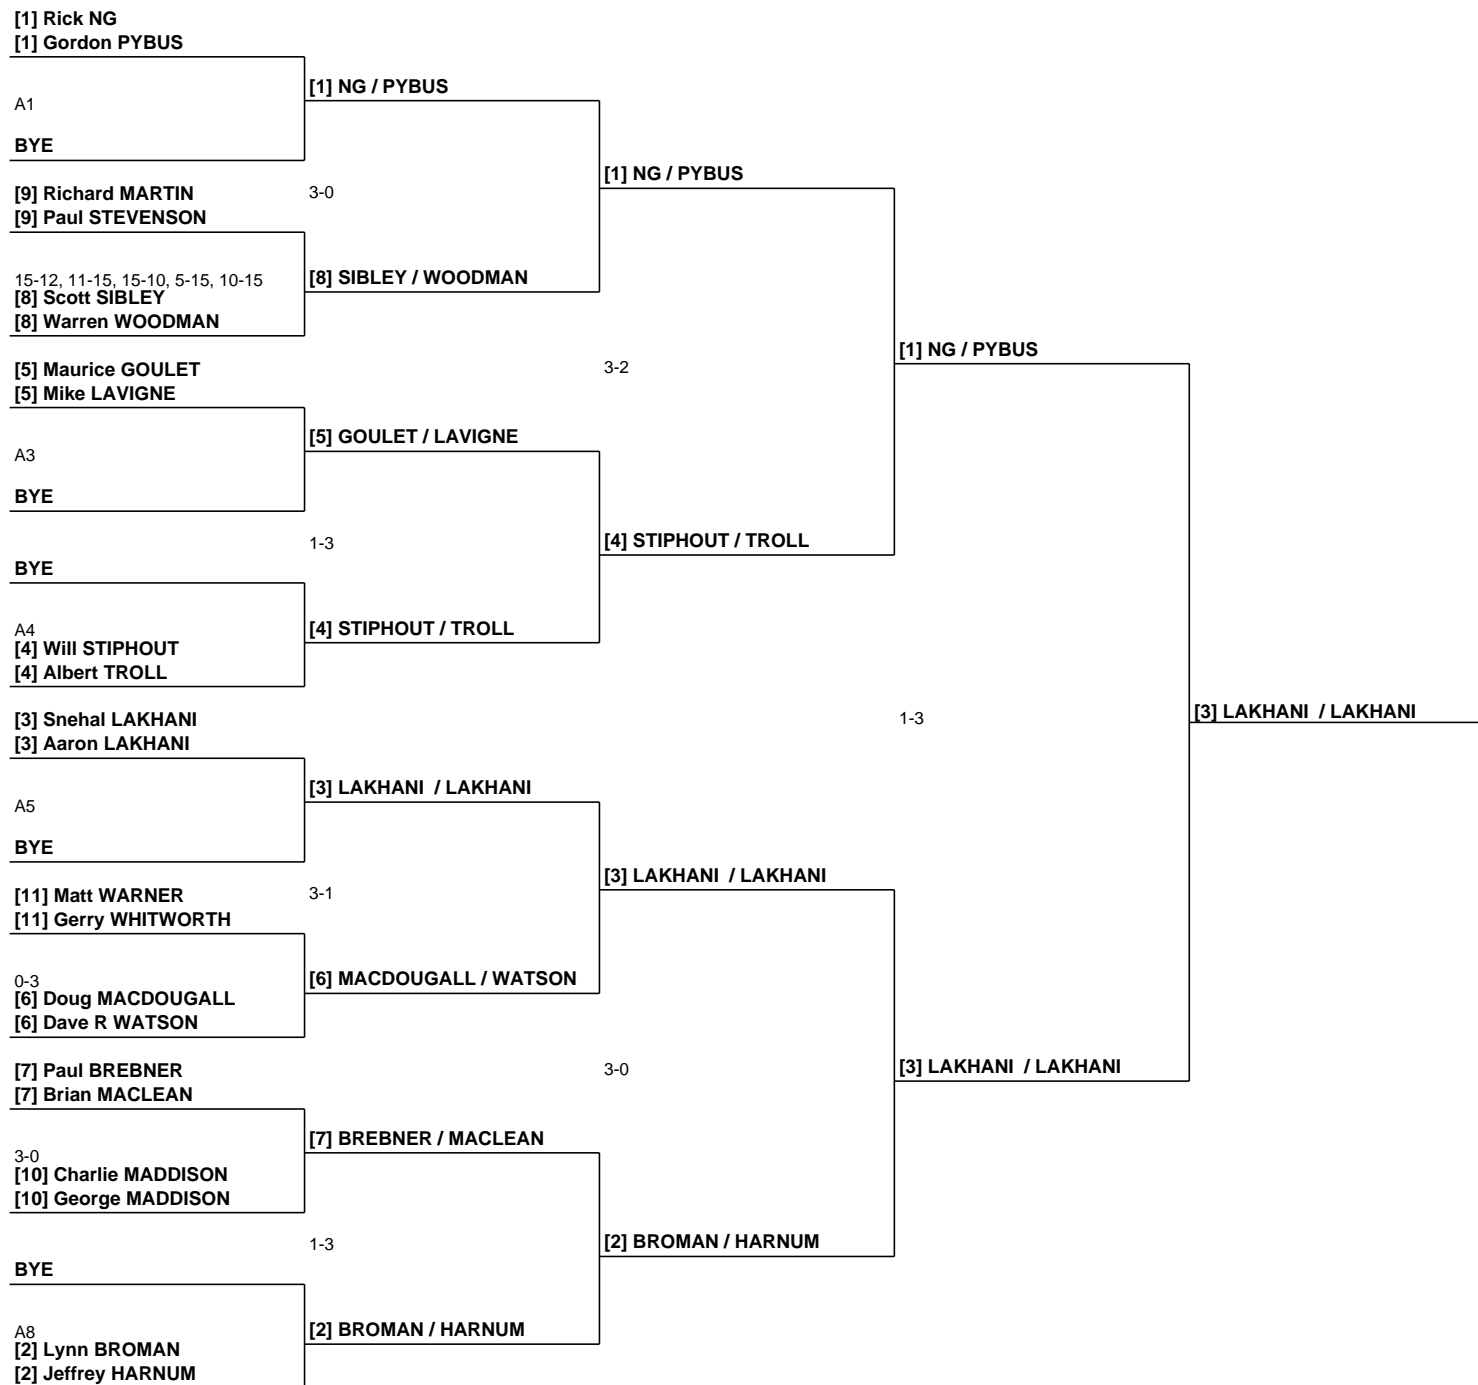 [1] Rick NG
[1] Gordon PYBUS
[1] NG / PYBUS
A1
BYE
[1] NG / PYBUS
[9] Richard MARTIN
3-0
[9] Paul STEVENSON
15-12, 11-15, 15-10, 5-15, 10-15
[8] SIBLEY / WOODMAN
[8] Scott SIBLEY
[8] Warren WOODMAN
[1] NG / PYBUS
[5] Maurice GOULET
3-2
[5] Mike LAVIGNE
[5] GOULET / LAVIGNE
A3
BYE
1-3
[4] STIPHOUT / TROLL
BYE
A4
[4] STIPHOUT / TROLL
[4] Will STIPHOUT
[4] Albert TROLL
[3] Snehal LAKHANI
1-3
[3] LAKHANI / LAKHANI
[3] Aaron LAKHANI
[3] LAKHANI / LAKHANI
A5
BYE
[3] LAKHANI / LAKHANI
[11] Matt WARNER
3-1
[11] Gerry WHITWORTH
0-3
[6] MACDOUGALL / WATSON
[6] Doug MACDOUGALL
[6] Dave R WATSON
[7] Paul BREBNER
3-0
[3] LAKHANI / LAKHANI
[7] Brian MACLEAN
[7] BREBNER / MACLEAN
3-0
[10] Charlie MADDISON
[10] George MADDISON
1-3
[2] BROMAN / HARNUM
BYE
A8
[2] BROMAN / HARNUM
[2] Lynn BROMAN
[2] Jeffrey HARNUM